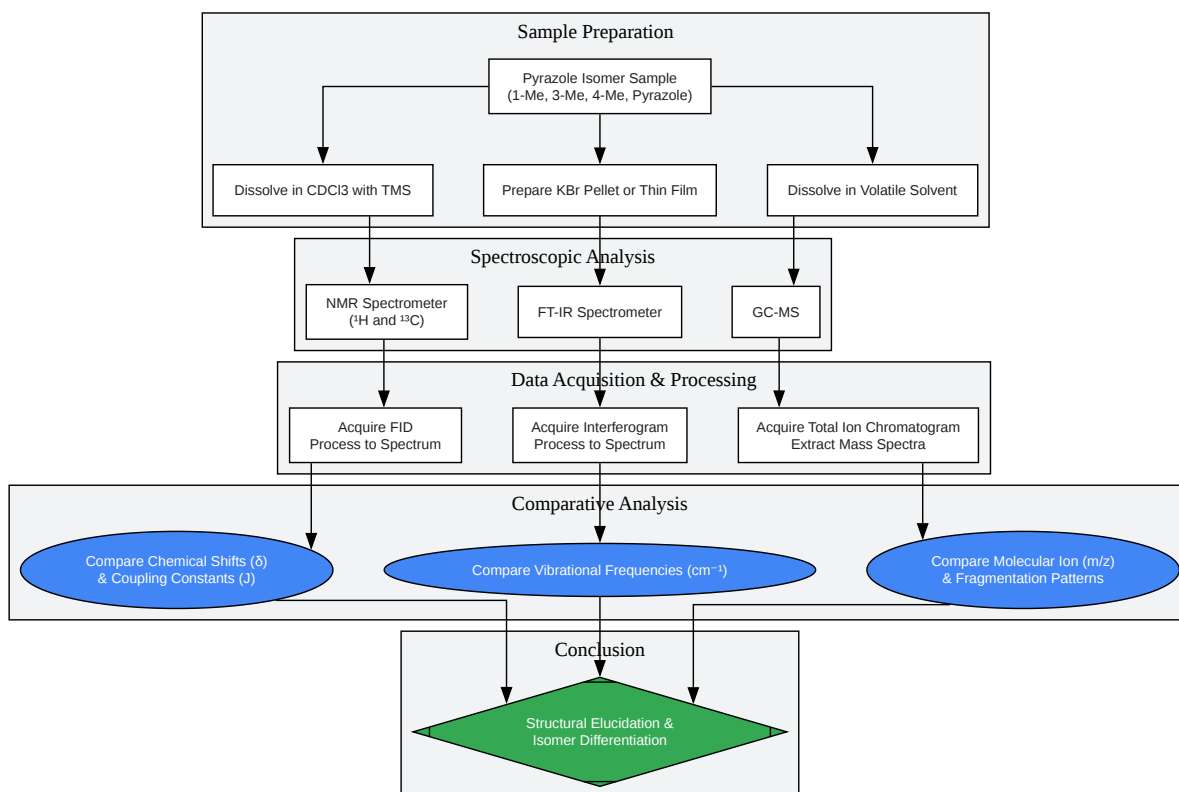 Sample Preparation
Pyrazole Isomer Sample
(1-Me, 3-Me, 4-Me, Pyrazole)
Dissolve in CDCl3 with TMS
Prepare KBr Pellet or Thin Film
Dissolve in Volatile Solvent
Spectroscopic Analysis
NMR Spectrometer
(¹H and ¹³C)
FT-IR Spectrometer
GC-MS
Data Acquisition & Processing
Acquire FID
Process to Spectrum
Acquire Interferogram
Process to Spectrum
Acquire Total Ion Chromatogram
Extract Mass Spectra
Comparative Analysis
Compare Chemical Shifts (δ)
& Coupling Constants (J)
Compare Vibrational Frequencies (cm⁻¹)
Compare Molecular Ion (m/z)
& Fragmentation Patterns
Conclusion
Structural Elucidation &
Isomer Differentiation